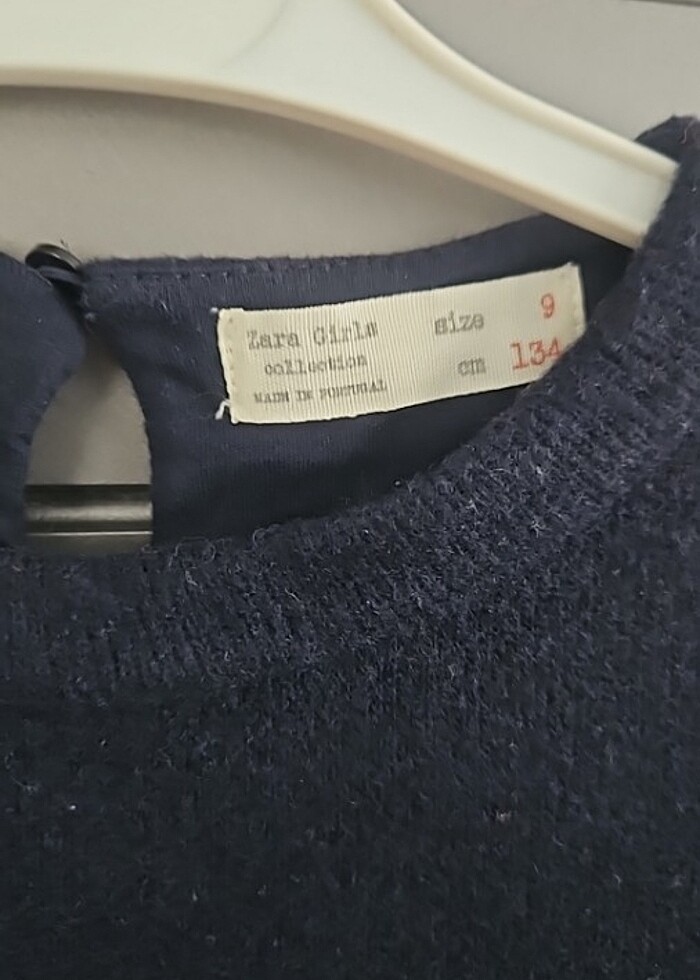 Zara Girls size 9
collection cm 134
MADE IN PORTUGAL